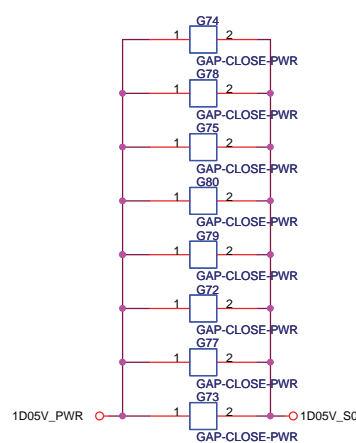 G74
1 2
GAP-CLOSE-PWR
G78
1 2
GAP-CLOSE-PWR
G75
1 2
GAP-CLOSE-PWR
G80
1 2
GAP-CLOSE-PWR
G79
1 2
GAP-CLOSE-PWR
G72
1 2
GAP-CLOSE-PWR
G77
1 2
GAP-CLOSE-PWR
G73
1D05V_PWR 1 2 1D05V_S0
GAP-CLOSE-PWR